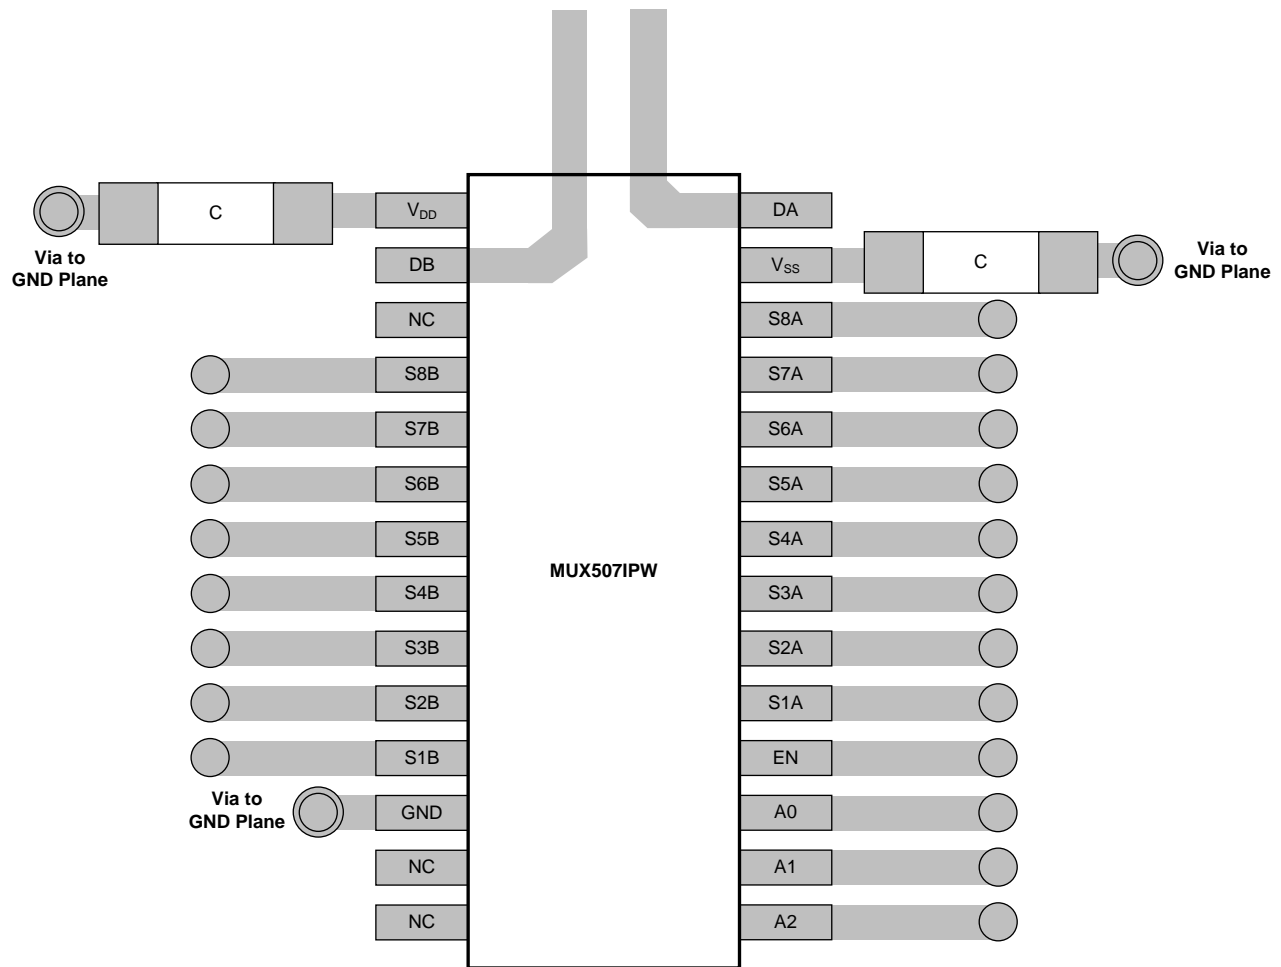 C
V_DD
DA
Via to
GND Plane
DB
V_SS
C
Via to
GND Plane
NC
S8A
S8B
S7A
S7B
S6A
S6B
S5A
S5B
S4A
MUX507IPW
S4B
S3A
S3B
S2A
S2B
S1A
S1B
EN
Via to
GND Plane
GND
A0
NC
A1
NC
A2